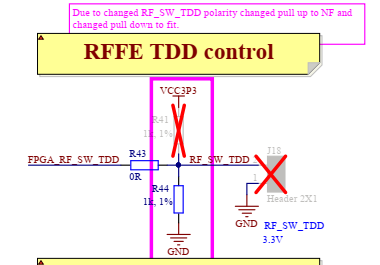 Due to changed RF_SW_TDD polarity changed pull up to NF and
changed pull down to fit.
RFFE TDD control
VCC3P3
R41
1k, 1%
FPGA_RF_SW_TDD
R43
0R
RF_SW_TDD
J18
1
Header 2X1
R44
1k, 1%
GND
GND
RF_SW_TDD
3.3V